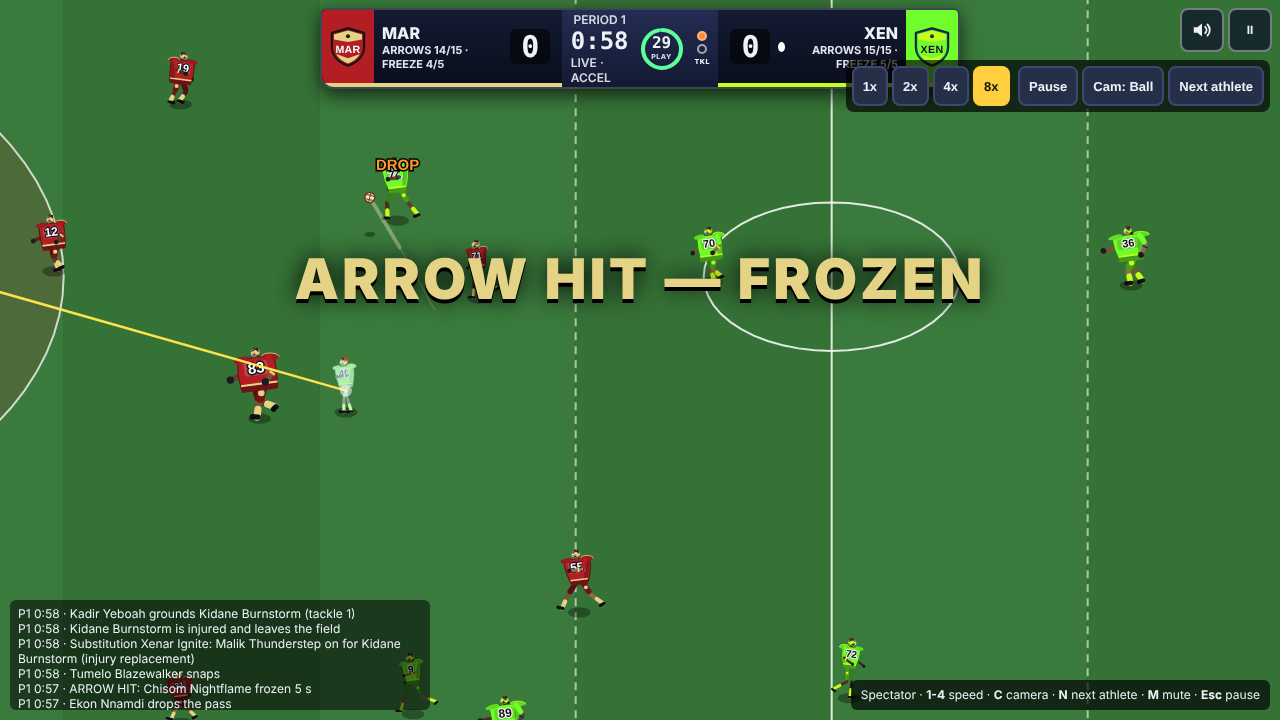 MAR
MAR
ARROWS 14/15 ·
FREEZE 4/5
0
PERIOD 1
0:58
LIVE ·
ACCEL
29
PLAY
TKL
0
XEN
ARROWS 15/15 ·
FREEZE 5/5
XEN
1x
2x
4x
8x
Pause
Cam: Ball
Next athlete
19
DROP
12
70
36
ARROW HIT — FROZEN
83
55
72
9
89
P1 0:58 · Kadir Yeboah grounds Kidane Burnstorm (tackle 1)
P1 0:58 · Kidane Burnstorm is injured and leaves the field
P1 0:58 · Substitution Xenar Ignite: Malik Thunderstep on for Kidane
Burnstorm (injury replacement)
P1 0:58 · Tumelo Blazewalker snaps
P1 0:57 · ARROW HIT: Chisom Nightflame frozen 5 s
P1 0:57 · Ekon Nnamdi drops the pass
Spectator · 1-4 speed · C camera · N next athlete · M mute · Esc pause